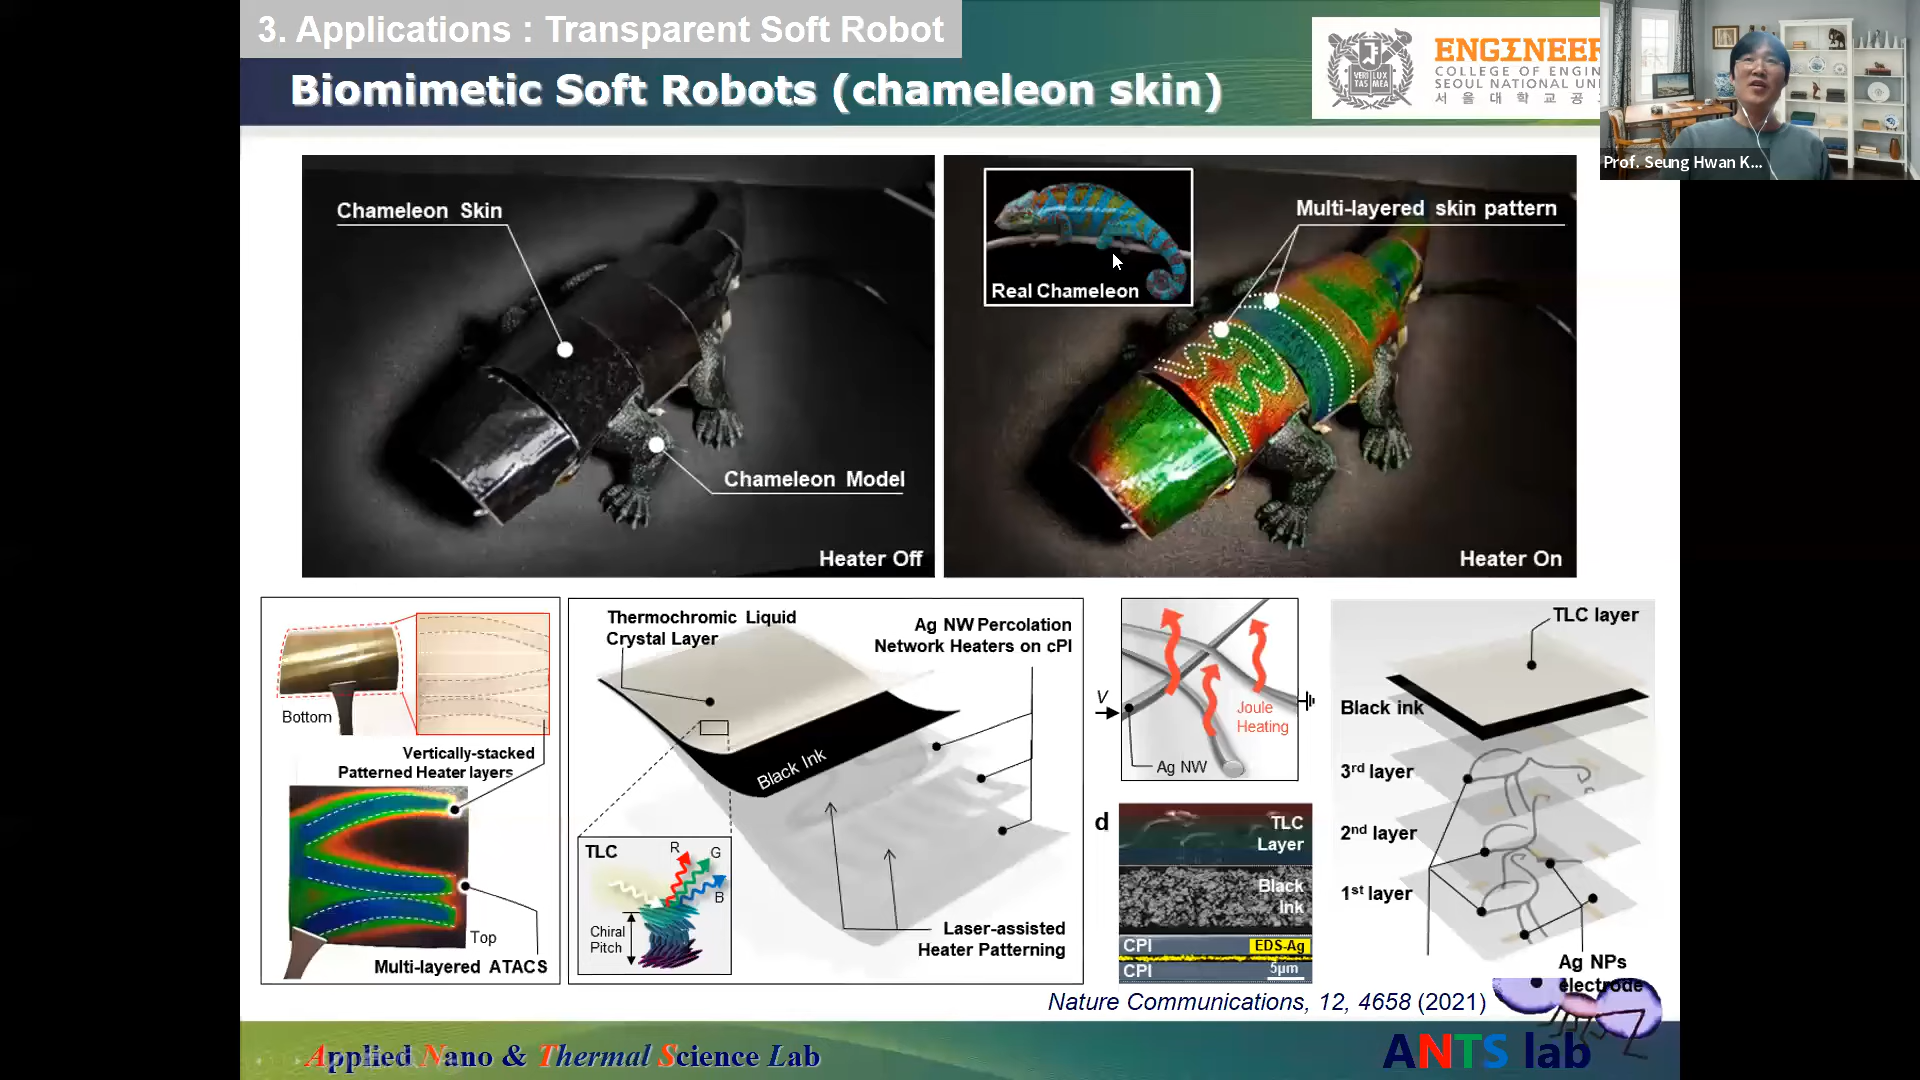 3. Applications : Transparent Soft Robot
Biomimetic Soft Robots (chameleon skin)
VERI LUX
TAS MEA
COLLEGE OF ENGIN
SEOUL NATIONAL UNI
서 울 대 학 교 공
Prof. Seung Hwan K...
Chameleon Skin
Chameleon Model
Heater Off
Real Chameleon
Multi-layered skin pattern
Heater On
Bottom
Vertically-stacked
Patterned Heater layers
Top
Multi-layered ATACS
Thermochromic Liquid
Crystal Layer
Ag NW Percolation
Network Heaters on cPI
Black Ink
TLC
R
G
B
Chiral
Pitch
Laser-assisted
Heater Patterning
V
Joule
Heating
Ag NW
d
TLC
Layer
Black
Ink
CPI
EDS-Ag
CPI
5μm
TLC layer
Black ink
3rd layer
2nd layer
1st layer
Ag NPs
electrode
Nature Communications, 12, 4658 (2021)
Applied Nano & Thermal Science Lab
ANTS lab